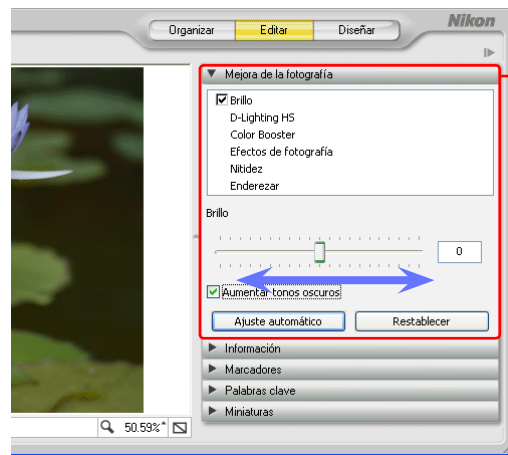 Nikon
Organizar Editar Diseñar
Mejora de la fotografía
Brillo
D-Lighting HS
Color Booster
Efectos de fotografía
Nitidez
Enderezar
Brillo
0
Aumentar tonos oscuros
Ajuste automático Restablecer
Información
Marcadores
Palabras clave
Miniaturas
50.59%